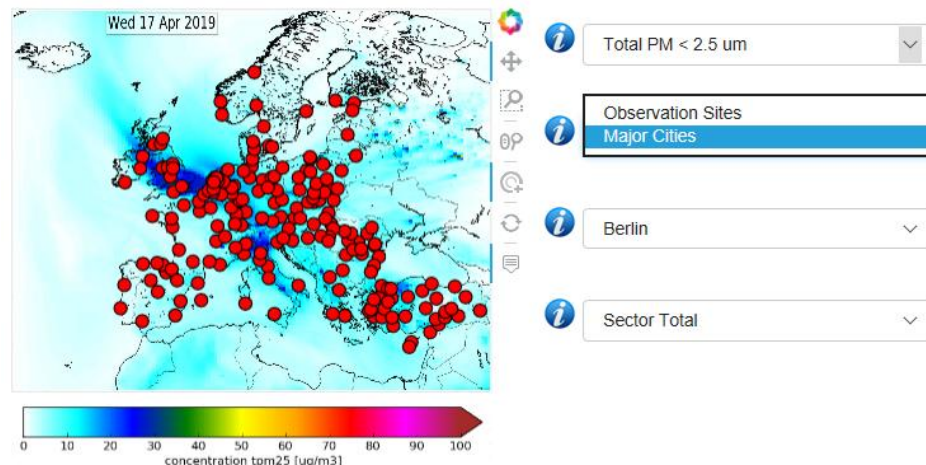 Wed 17 Apr 2019
Total PM < 2.5 um
Observation Sites
Major Cities
Berlin
Sector Total
0 10 20 30 40 50 60 70 80 90 100
concentration tpm25 [ug/m3]